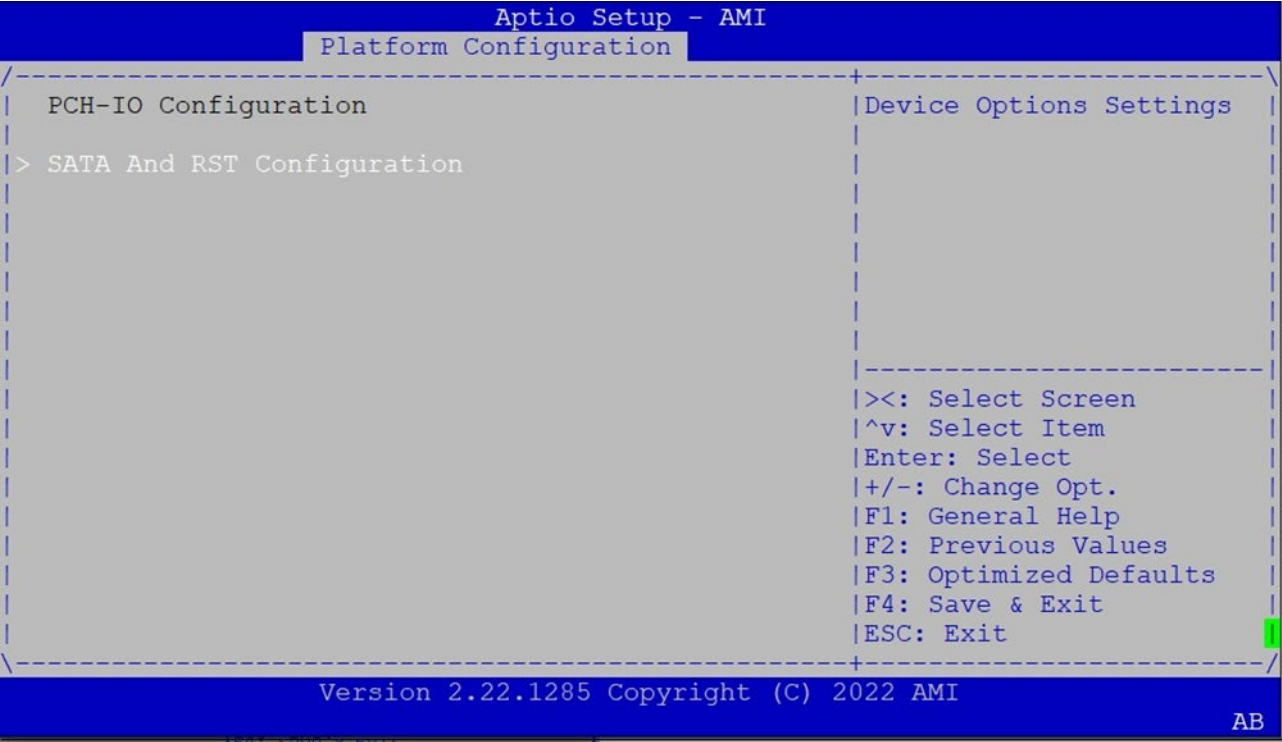 Aptio Setup – AMI
Platform Configuration
PCH-IO Configuration
> SATA And RST Configuration
Device Options Settings
><: Select Screen
^v: Select Item
Enter: Select
+/-: Change Opt.
F1: General Help
F2: Previous Values
F3: Optimized Defaults
F4: Save & Exit
ESC: Exit
Version 2.22.1285 Copyright (C) 2022 AMI
AB